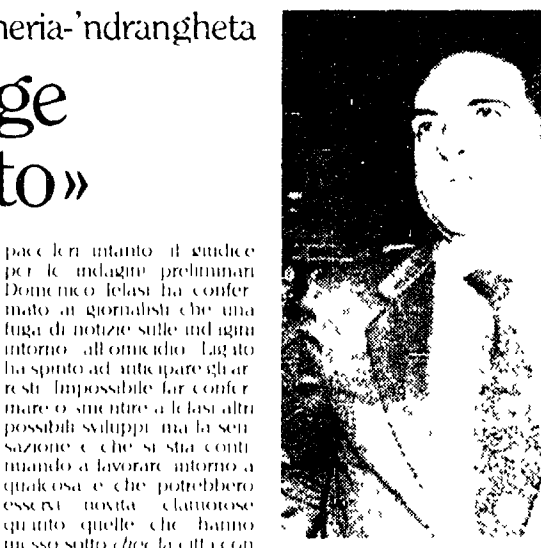 neria-'ndrangheta
ge
to»
pace Ieri intanto il giudice
per le indagini preliminari
Domenico Ielasi ha confer
mato ai giornalisti che una
fuga di notizie sulle indagini
intorno all omicidio Ligato
ha spinto ad anticipare gli ar
resti Impossibile far confer
mare o smentire a Ielasi altri
possibili sviluppi ma la sen
sazione è che si stia conti
nuando a lavorare intorno a
qualcosa e che potrebbero
esservi novità clamorose
quanto quelle che hanno
messo sotto choc la città con